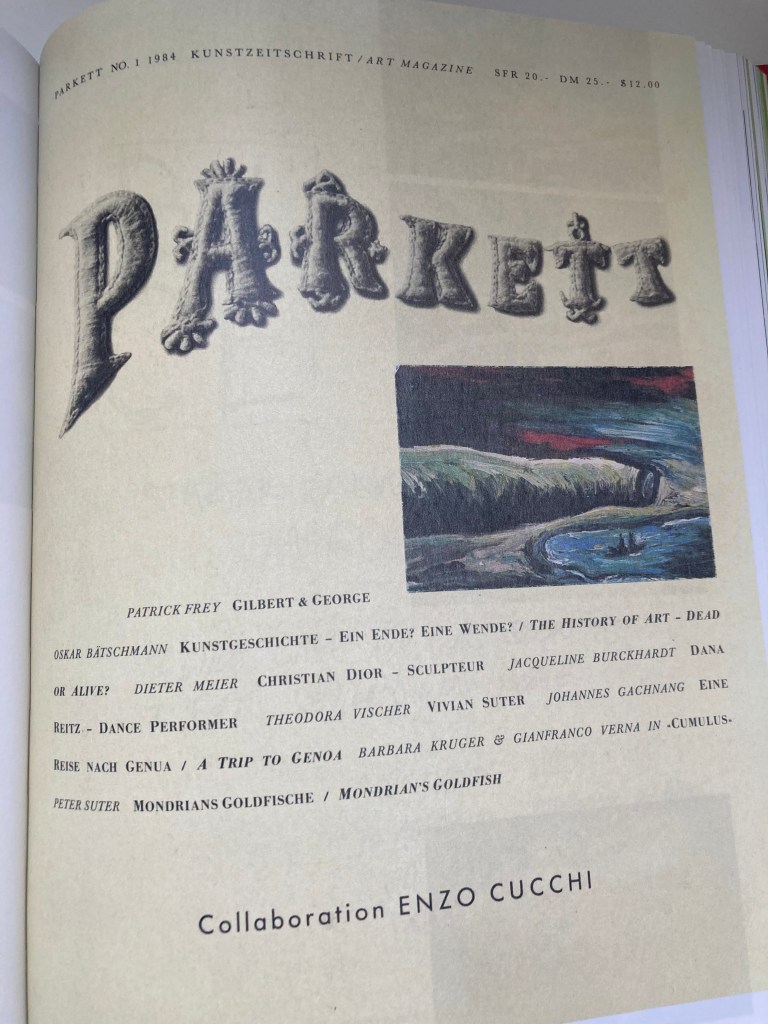 PARKETT NO. 1 1984 KUNSTZEITSCHRIFT / ART MAGAZINE SFR 20.- DM 25.- $12.00
PARKETT
PATRICK FREY GILBERT & GEORGE
OSKAR BÄTSCHMANN KUNSTGESCHICHTE – EIN ENDE? EINE WENDE? / THE HISTORY OF ART – DEAD
OR ALIVE? DIETER MEIER CHRISTIAN DIOR – SCULPTEUR JACQUELINE BURCKHARDT DANA
REITZ – DANCE PERFORMER THEODORA VISCHER VIVIAN SUTER JOHANNES GACHNANG EINE
REISE NACH GENUA / A TRIP TO GENOA BARBARA KRUGER & GIANFRANCO VERNA IN «CUMULUS»
PETER SUTER MONDRIANS GOLDFISCHE / MONDRIAN'S GOLDFISH
Collaboration ENZO CUCCHI